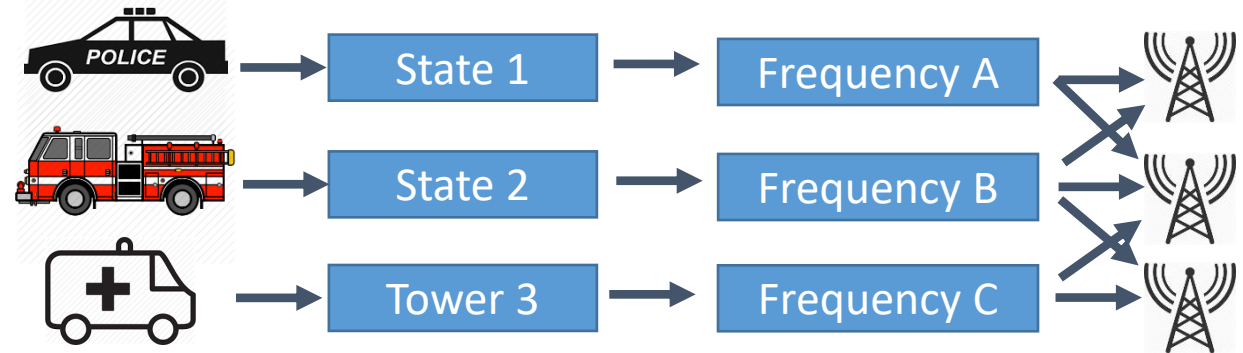 POLICE
State 1
Frequency A
State 2
Frequency B
Tower 3
Frequency C